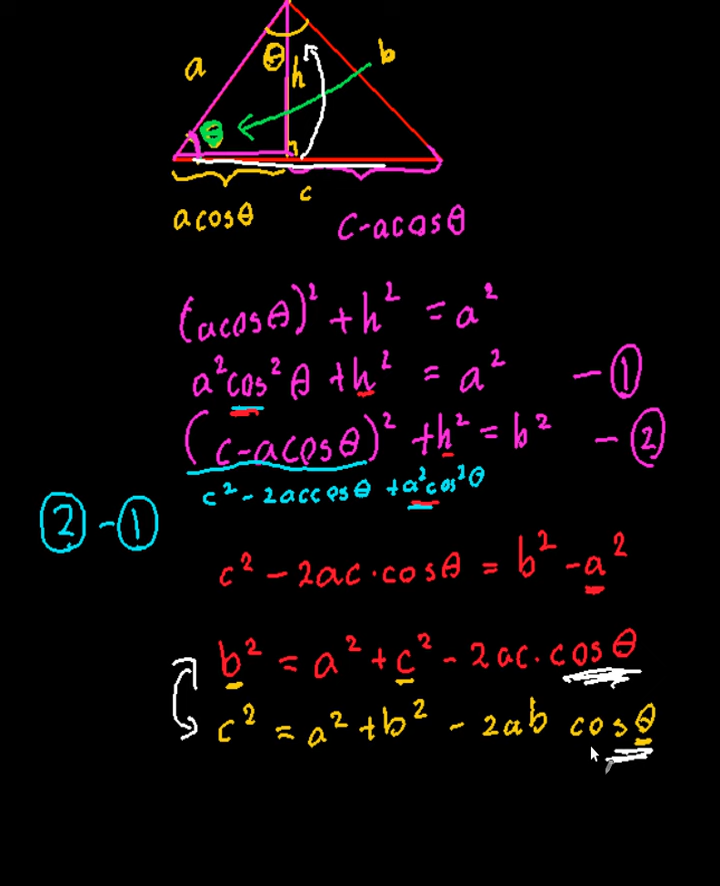 a θ h b
θ
c
acosθ c-acosθ
(acosθ)² + h² = a²
a²cos²θ + h² = a² - ①
(c-acosθ)² + h² = b² - ②
c² - 2accosθ + a²cos²θ
② - ①
c² - 2ac·cosθ = b² - a²
b² = a² + c² - 2ac·cosθ
c² = a² + b² - 2ab cosθ